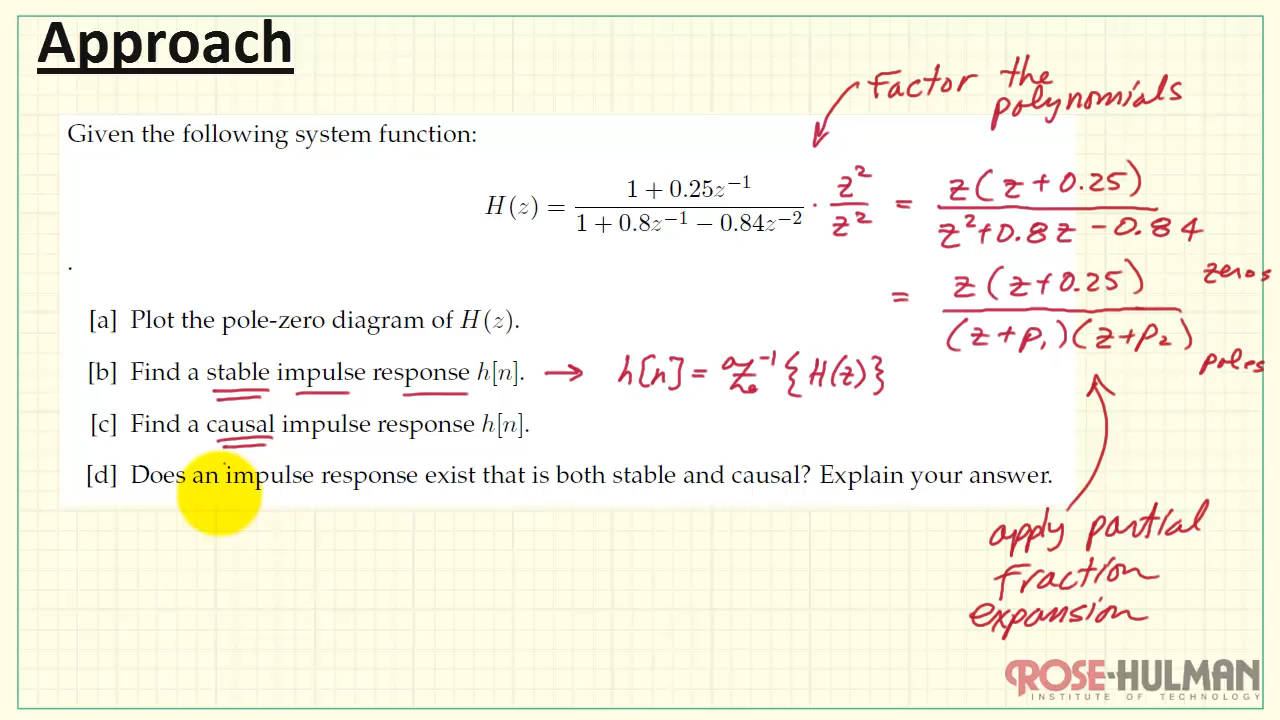 Approach
Factor the
polynomials
Given the following system function:
H(z) = (1 + 0.25z⁻¹)/(1 + 0.8z⁻¹ − 0.84z⁻²) · z²/z² = z(z+0.25)/(z²+0.8z−0.84)
.
= z(z+0.25)/((z+p₁)(z+p₂))
zeros
poles
[a] Plot the pole-zero diagram of H(z).
[b] Find a stable impulse response h[n]. → h[n] = Z⁻¹{H(z)}
[c] Find a causal impulse response h[n].
[d] Does an impulse response exist that is both stable and causal? Explain your answer.
apply partial
fraction
expansion
ROSE-HULMAN
INSTITUTE OF TECHNOLOGY